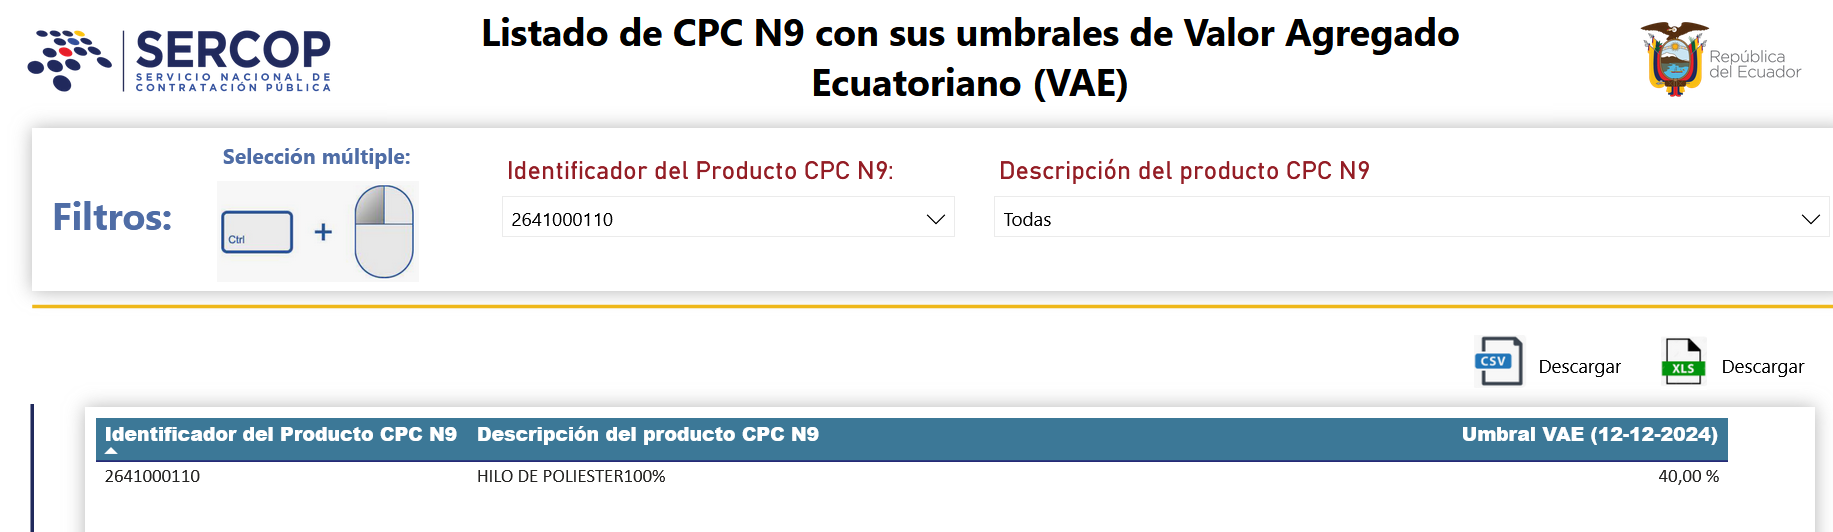 SERCOP
SERVICIO NACIONAL DE
CONTRATACIÓN PÚBLICA
Listado de CPC N9 con sus umbrales de Valor Agregado
Ecuatoriano (VAE)
República
del Ecuador
Filtros:
Selección múltiple:
Ctrl
+
Identificador del Producto CPC N9:
2641000110
Descripción del producto CPC N9
Todas
CSV
Descargar
XLS
Descargar
Identificador del Producto CPC N9 Descripción del producto CPC N9 Umbral VAE (12-12-2024)
2641000110 HILO DE POLIESTER100% 40,00 %